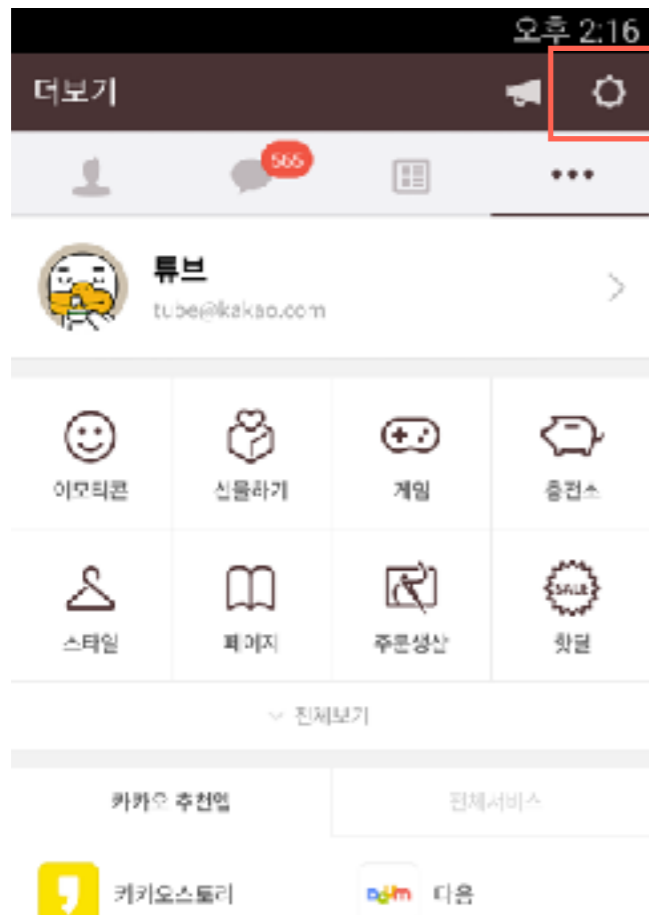 오후 2:16
더보기
565
튜브
tube@kakao.com
이모티콘 선물하기 게임 충전소
SALE
스타일 페이지 주문생산 핫딜
전체보기
카카오 추천앱 전체서비스
카카오스토리 Daum 다음